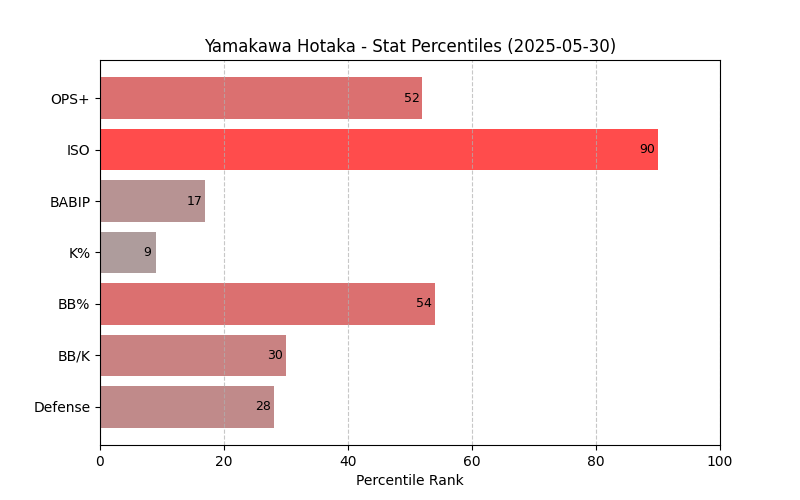 Yamakawa Hotaka - Stat Percentiles (2025-05-30)
OPS+ 52
ISO 90
BABIP 17
K% 9
BB% 54
BB/K 30
Defense 28
0 20 40 60 80 100
Percentile Rank